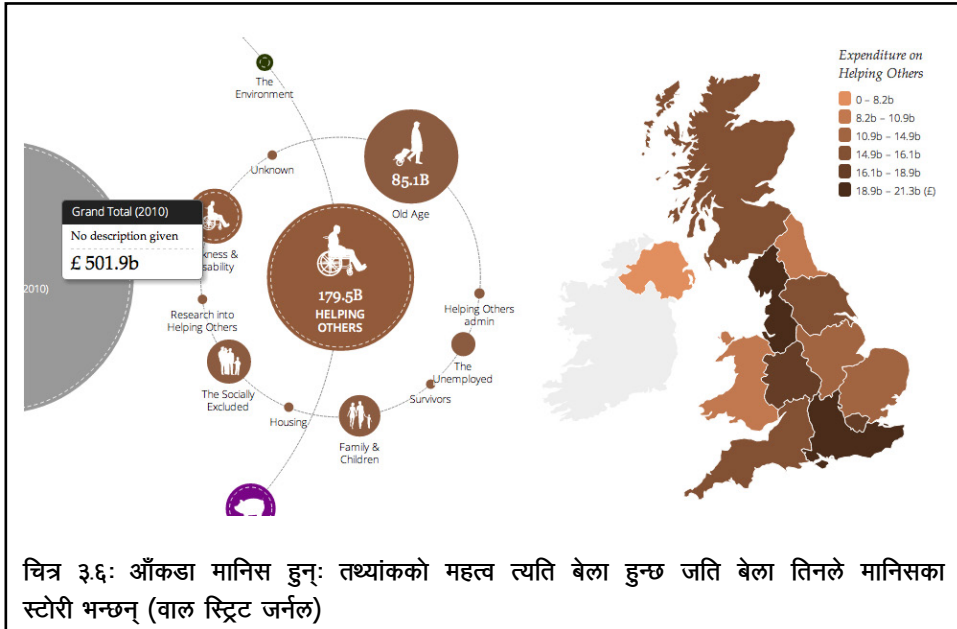 The
Environment
Unknown
85.1B
Old Age
Grand Total (2010)
No description given
£ 501.9b
kness &
ability
2010)
179.5B
HELPING
OTHERS
Helping Others
admin
Research into
Helping Others
The
Unemployed
The Socially
Excluded
Survivors
Housing
Family &
Children
Expenditure on
Helping Others
0 – 8.2b
8.2b – 10.9b
10.9b – 14.9b
14.9b – 16.1b
16.1b – 18.9b
18.9b – 21.3b (£)
चित्र ३.६: आँकडा मानिस हुन्: तथ्यांकको महत्व त्यति बेला हुन्छ जति बेला तिनले मानिसका
स्टोरी भन्छन् (वाल स्ट्रिट जर्नल)